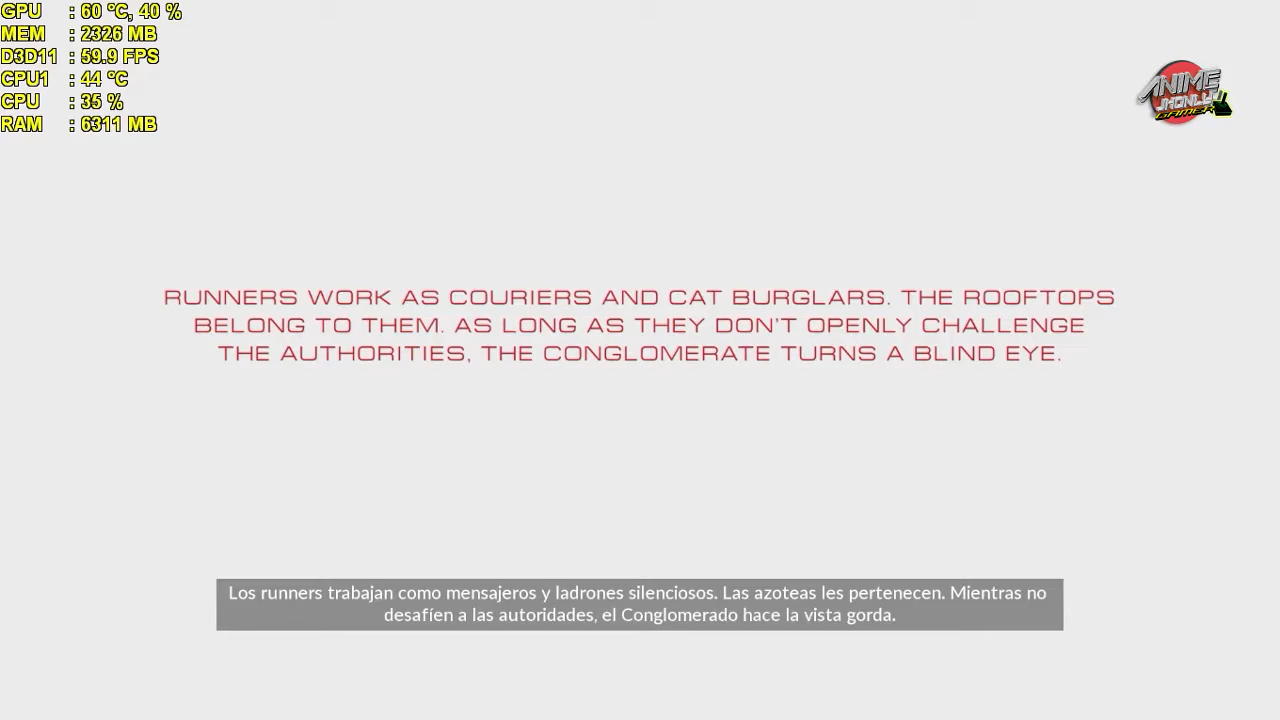 GPU : 60 °C, 40 %
MEM : 2326 MB
D3D11 : 59.9 FPS
CPU1 : 44 °C
CPU : 35 %
RAM : 6311 MB
ANIME
JHONLLY
GAMER
RUNNERS WORK AS COURIERS AND CAT BURGLARS. THE ROOFTOPS
BELONG TO THEM. AS LONG AS THEY DON'T OPENLY CHALLENGE
THE AUTHORITIES, THE CONGLOMERATE TURNS A BLIND EYE.
Los runners trabajan como mensajeros y ladrones silenciosos. Las azoteas les pertenecen. Mientras no
desafíen a las autoridades, el Conglomerado hace la vista gorda.